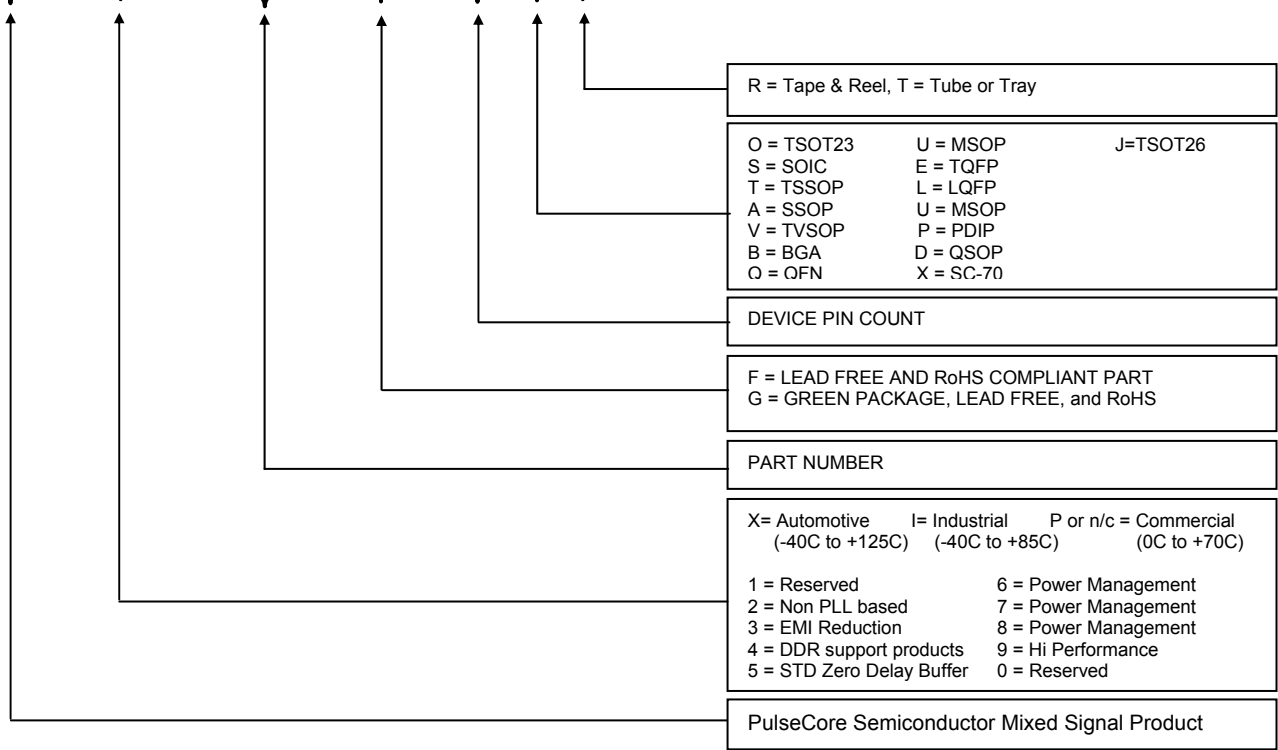 R = Tape & Reel, T = Tube or Tray
O = TSOT23 U = MSOP J=TSOT26
S = SOIC E = TQFP
T = TSSOP L = LQFP
A = SSOP U = MSOP
V = TVSOP P = PDIP
B = BGA D = QSOP
Q = QFN X = SC-70
DEVICE PIN COUNT
F = LEAD FREE AND RoHS COMPLIANT PART
G = GREEN PACKAGE, LEAD FREE, and RoHS
PART NUMBER
X= Automotive I= Industrial P or n/c = Commercial
(-40C to +125C) (-40C to +85C) (0C to +70C)
1 = Reserved 6 = Power Management
2 = Non PLL based 7 = Power Management
3 = EMI Reduction 8 = Power Management
4 = DDR support products 9 = Hi Performance
5 = STD Zero Delay Buffer 0 = Reserved
PulseCore Semiconductor Mixed Signal Product